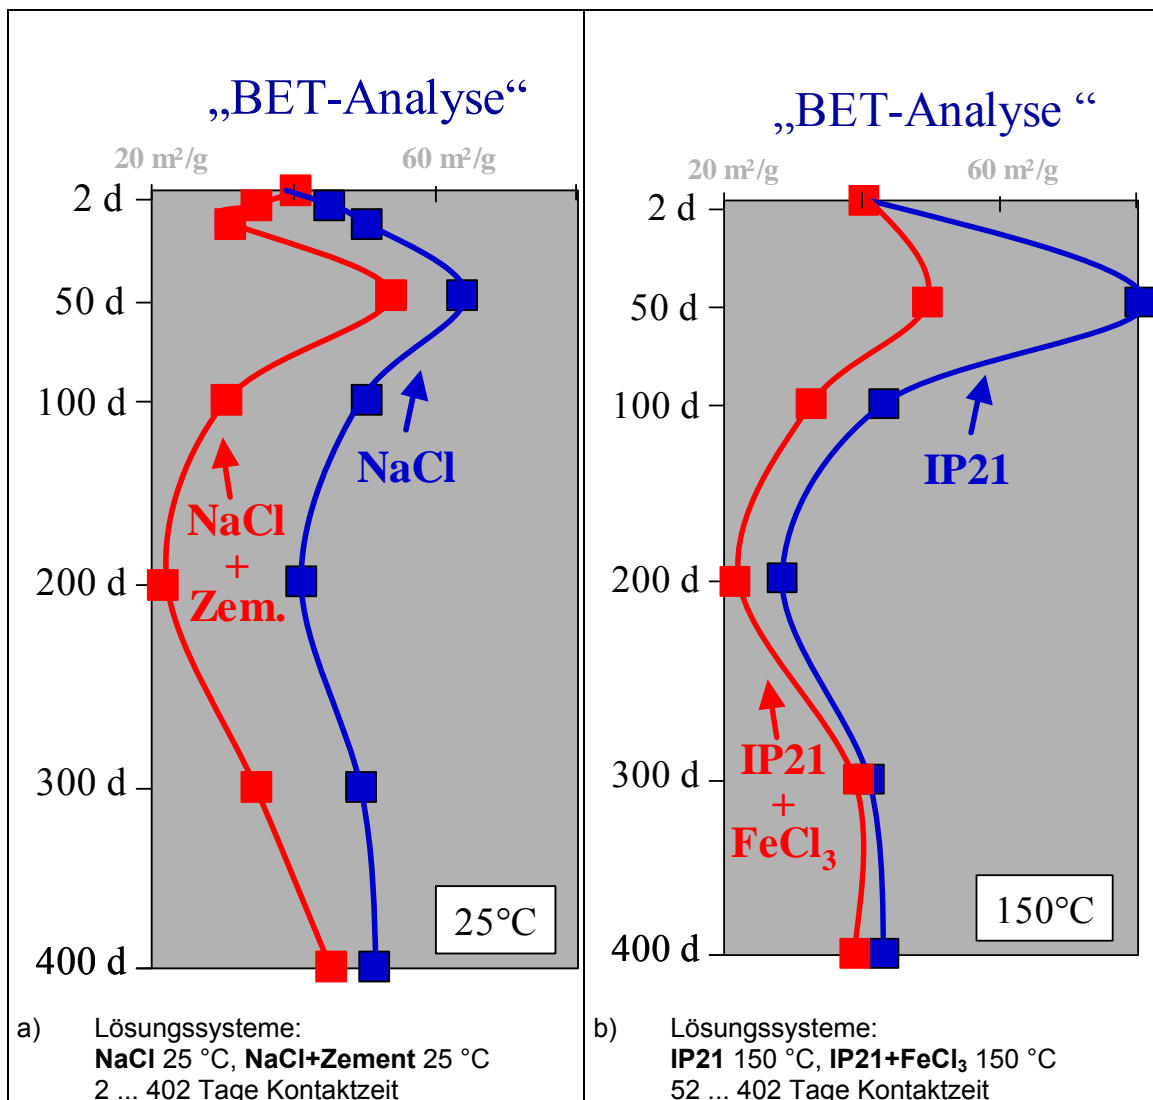 „BET-Analyse“
20 m²/g 60 m²/g
2 d
50 d
100 d
NaCl
NaCl
+
Zem.
200 d
300 d
25°C
400 d
a) Lösungssysteme:
NaCl 25 °C, NaCl+Zement 25 °C
2 ... 402 Tage Kontaktzeit
„BET-Analyse “
20 m²/g 60 m²/g
2 d
50 d
100 d
IP21
200 d
IP21
+
FeCl₃
300 d
150°C
400 d
b) Lösungssysteme:
IP21 150 °C, IP21+FeCl₃ 150 °C
52 ... 402 Tage Kontaktzeit